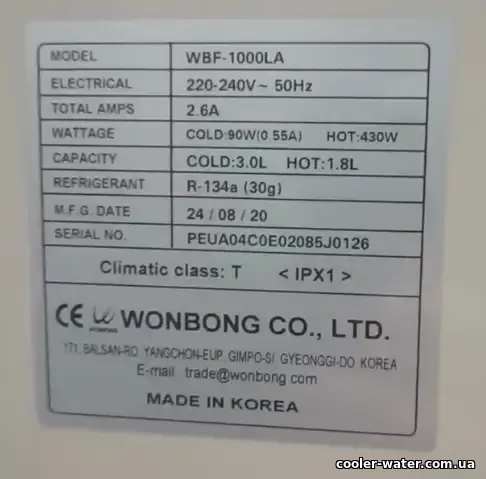 MODEL WBF-1000LA
ELECTRICAL 220-240V~ 50Hz
TOTAL AMPS 2.6A
WATTAGE COLD:90W(0.55A) HOT:430W
CAPACITY COLD:3.0L HOT:1.8L
REFRIGERANT R-134a (30g)
M.F.G. DATE 24 / 08 / 20
SERIAL NO. PEUA04C0E02085J0126
Climatic class: T < IPX1 >
CE WONBONG CO., LTD.
171 BALSAN-RO YANGCHON-EUP GIMPO-SI GYEONGGI-DO KOREA
E-mail trade@wonbong com
MADE IN KOREA
cooler-water.com.ua